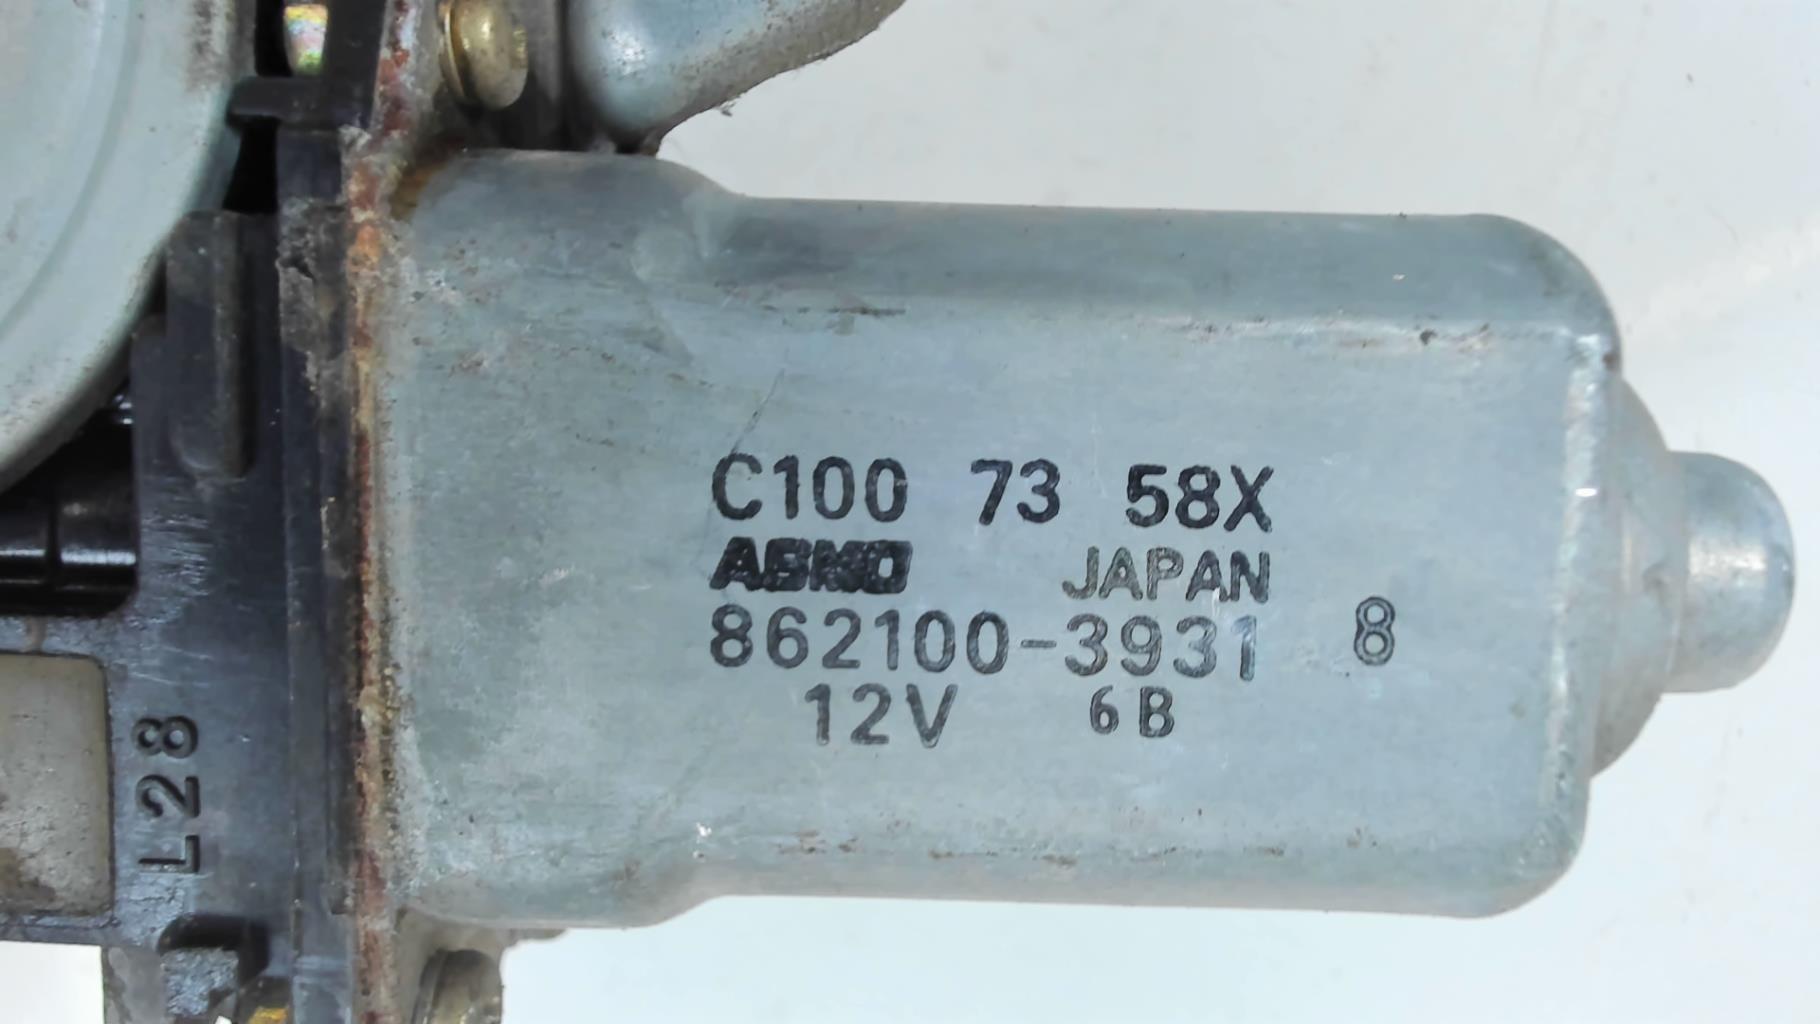 C100 73 58X
ASMO JAPAN
862100-3931 8
12V 6B
L28